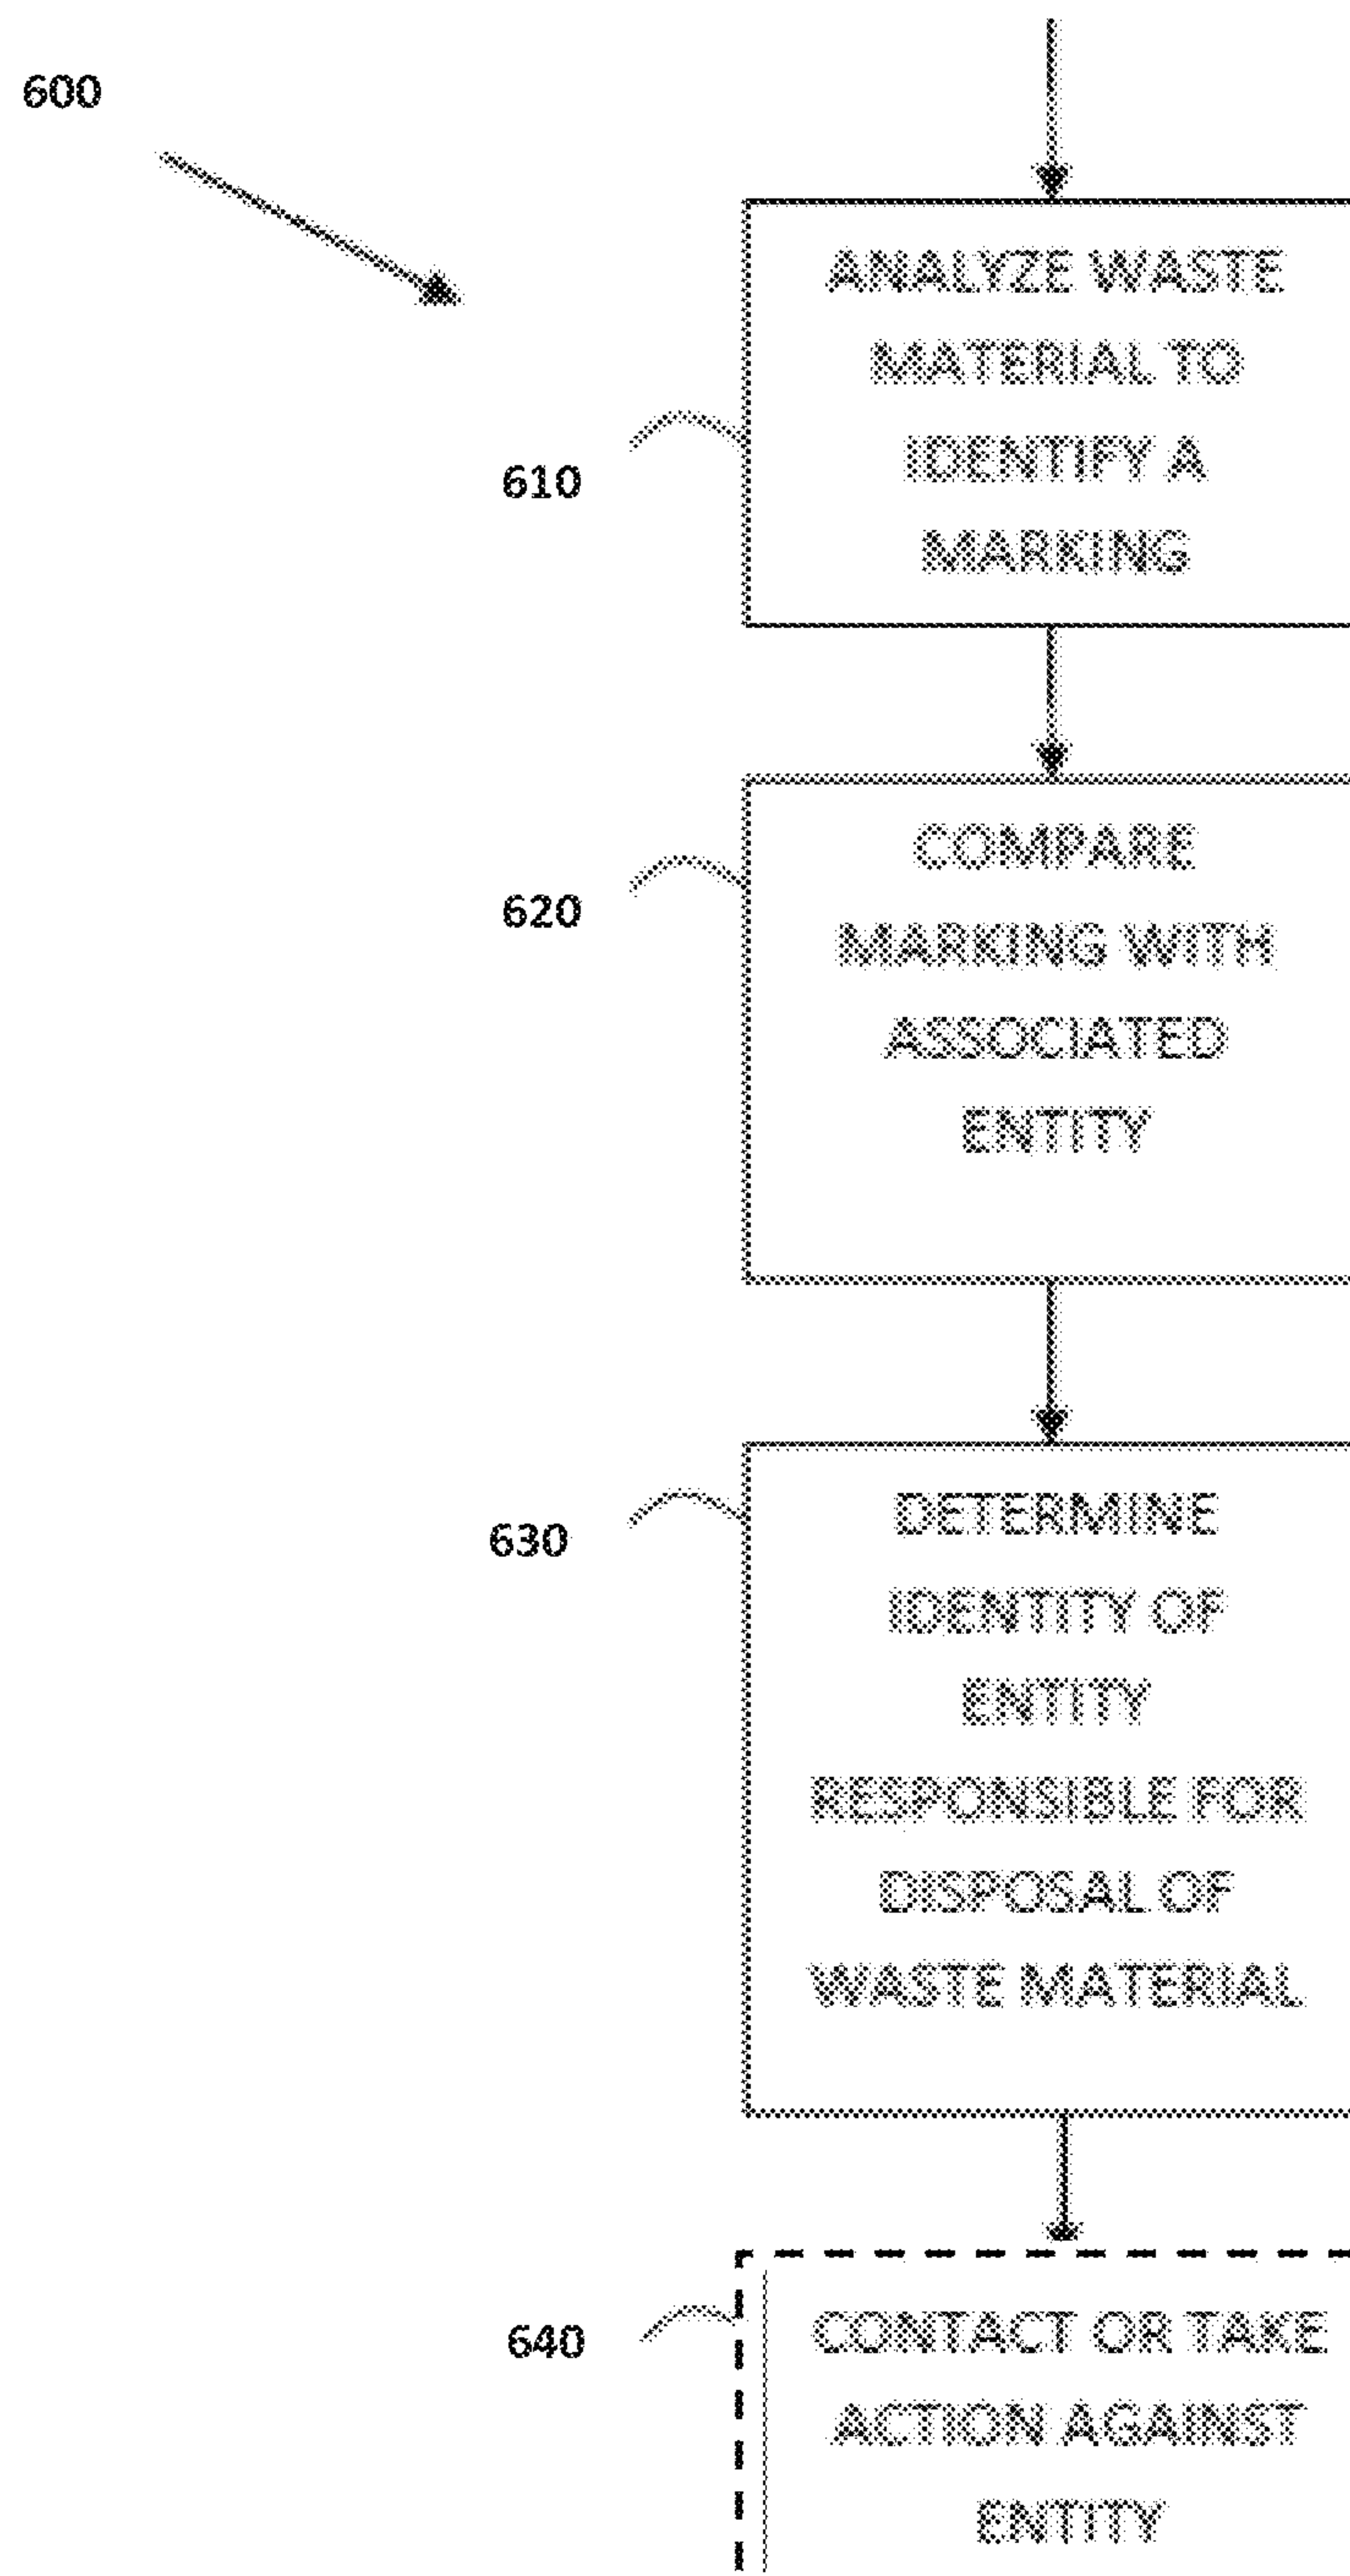 600
ANALYZE WASTE
MATERIAL TO
IDENTIFY A
MARKING
610
COMPARE
MARKING WITH
ASSOCIATED
ENTITY
620
DETERMINE
IDENTITY OF
ENTITY
RESPONSIBLE FOR
DISPOSAL OF
WASTE MATERIAL
630
CONTACT OR TAKE
ACTION AGAINST
ENTITY
640